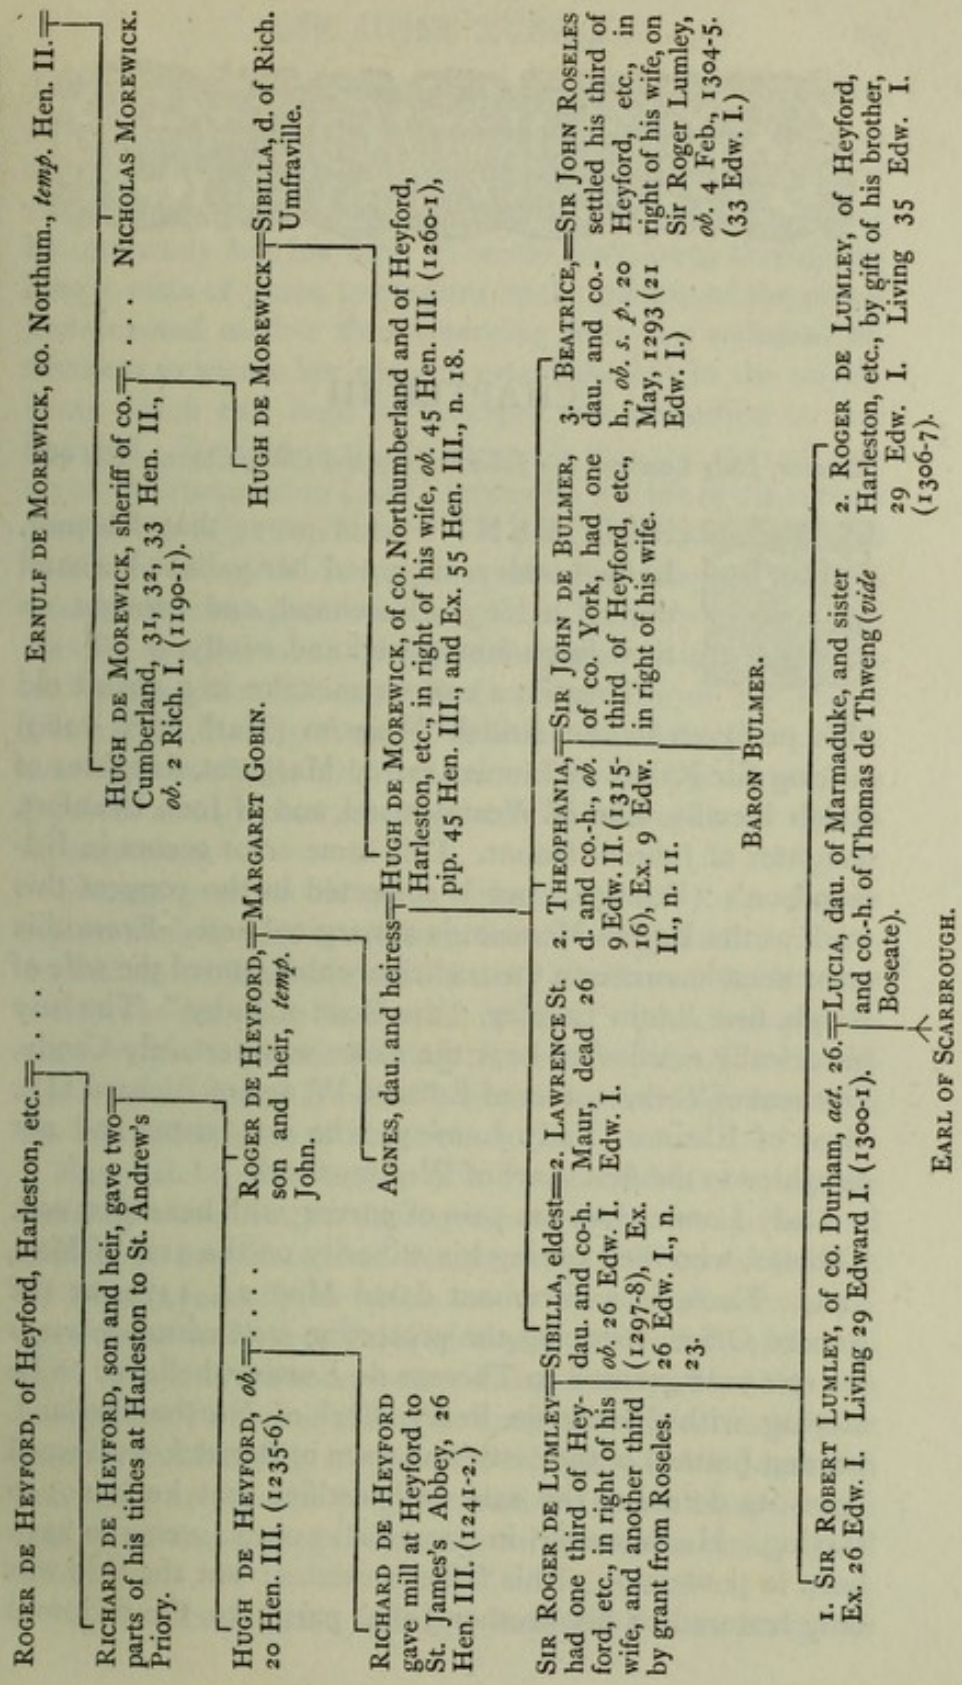 ROGER DE HEYFORD, of Heyford, Harleston, etc.=. . . .
ERNULF DE MOREWICK, co. Northum., temp. Hen. II.=
RICHARD DE HEYFORD, son and heir, gave two=
parts of his tithes at Harleston to St. Andrew's
Priory.
HUGH DE MOREWICK, sheriff of co.=. . . .
Cumberland, 31, 32, 33 Hen. II.,
ob. 2 Rich. I. (1190-1).
NICHOLAS MOREWICK.
HUGH DE HEYFORD, ob.=. . . .
20 Hen. III. (1235-6).
ROGER DE HEYFORD,=MARGARET GOBIN.
son and heir, temp.
John.
HUGH DE MOREWICK=SIBILLA, d. of Rich.
Umfraville.
RICHARD DE HEYFORD
gave mill at Heyford to
St. James's Abbey, 26
Hen. III. (1241-2.)
AGNES, dau. and heiress=HUGH DE MOREWICK, of co. Northumberland and of Heyford,
Harleston, etc., in right of his wife, ob. 45 Hen. III. (1260-1),
pip. 45 Hen. III., and Ex. 55 Hen. III., n. 18.
SIR ROGER DE LUMLEY=SIBILLA, eldest=2. LAWRENCE St.
had one third of Hey-
ford, etc., in right of his
wife, and another third
by grant from Roseles.
dau. and co-h.
ob. 26 Edw. I.
(1297-8), Ex.
26 Edw. I., n.
23.
Maur, dead 26
Edw. I.
2. THEOPHANIA,=SIR JOHN DE BULMER,
d. and co.-h., ob.
9 Edw. II. (1315-
16), Ex. 9 Edw.
II., n. 11.
of co. York, had one
third of Heyford, etc.,
in right of his wife.
3. BEATRICE,=SIR JOHN ROSELES
dau. and co.-
h., ob. s. p. 20
May, 1293 (21
Edw. I.)
settled his third of
Heyford, etc., in
right of his wife, on
Sir Roger Lumley,
ob. 4 Feb., 1304-5.
(33 Edw. I.)
BARON BULMER.
1. SIR ROBERT LUMLEY, of co. Durham, aet. 26.=LUCIA, dau. of Marmaduke, and sister
Ex. 26 Edw. I. Living 29 Edward I. (1300-1).
and co.-h. of Thomas de Thweng (vide
Boseate).
2. ROGER DE LUMLEY, of Heyford,
Harleston, etc., by gift of his brother,
29 Edw. I. Living 35 Edw. I.
(1306-7).
EARL OF SCARBROUGH.